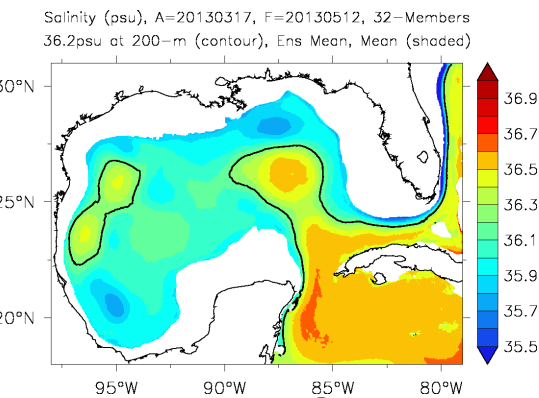 Salinity (psu), A=20130317, F=20130512, 32-Members
36.2psu at 200-m (contour), Ens Mean, Mean (shaded)
30°N
25°N
20°N
95°W 90°W 85°W 80°W
36.9
36.7
36.5
36.3
36.1
35.9
35.7
35.5